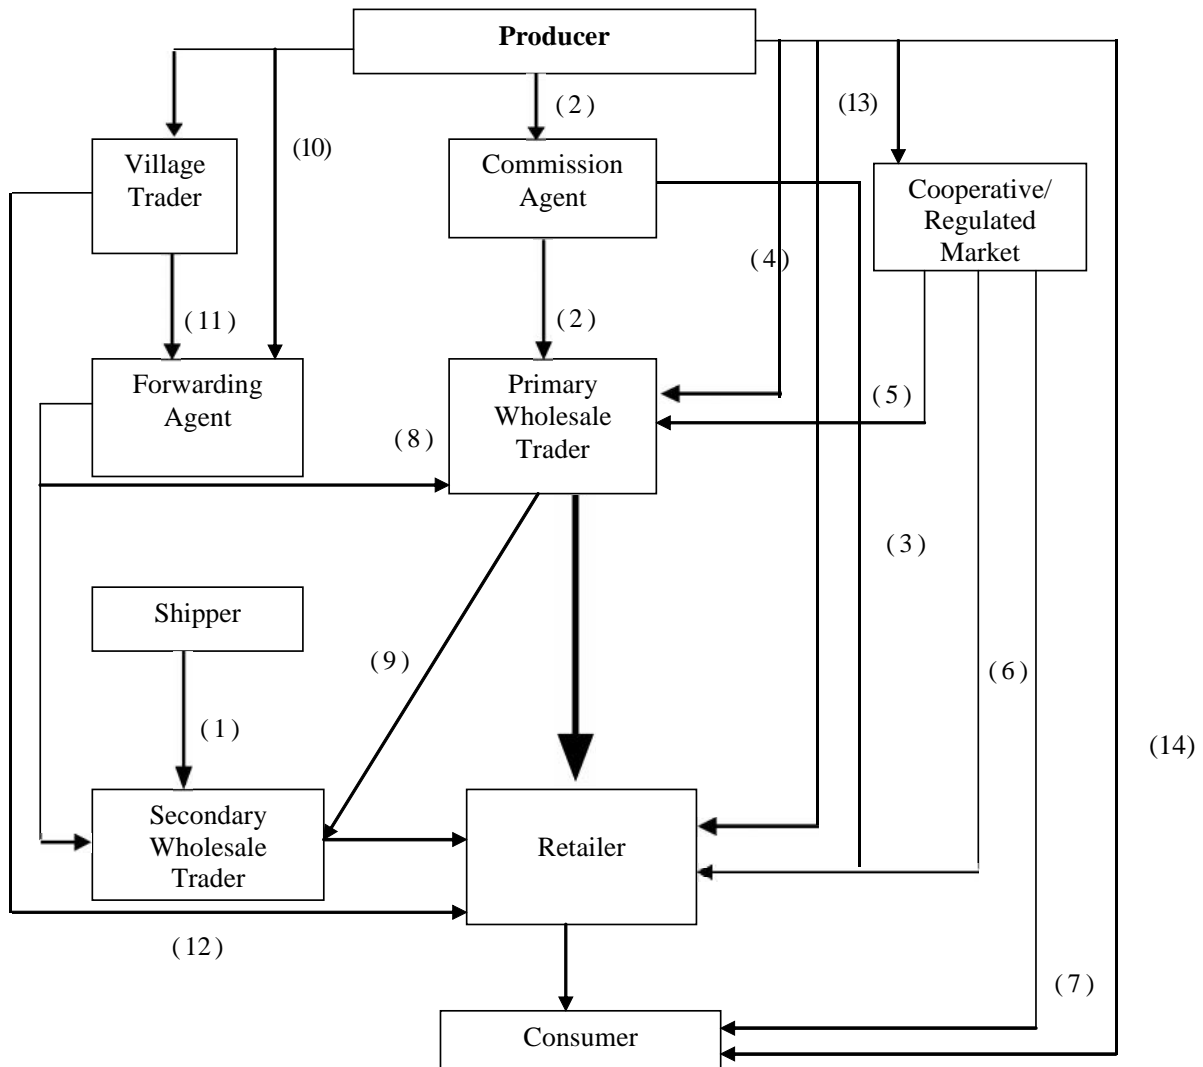 Producer
(2)
(13)
(10)
Village
Trader
Commission
Agent
Cooperative/
Regulated
Market
(4)
(11)
(2)
Forwarding
Agent
Primary
Wholesale
Trader
(5)
(8)
(3)
Shipper
(9)
(6)
(1)
(14)
Secondary
Wholesale
Trader
Retailer
(12)
(7)
Consumer